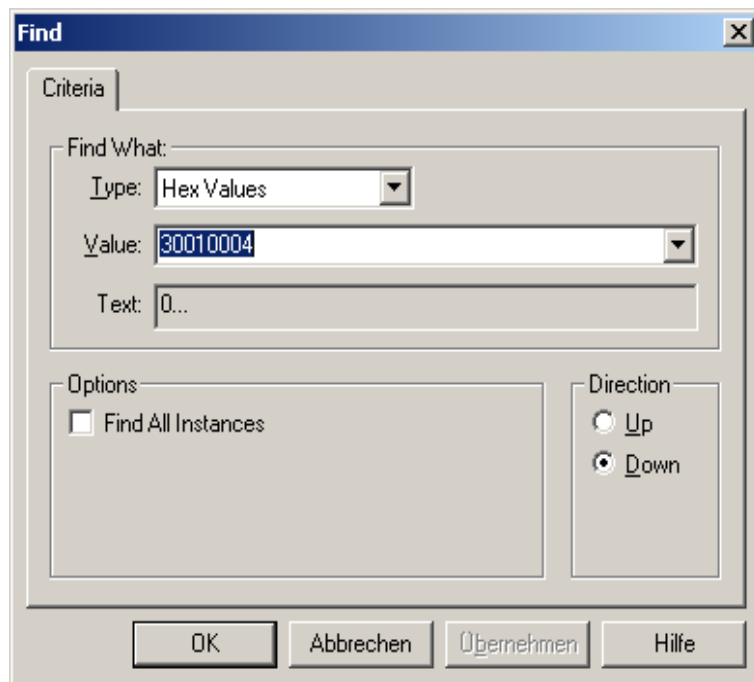 Find
Criteria
Find What:
Type: Hex Values
Value: 30010004
Text: 0...
Options
Find All Instances
Direction
Up
Down
OK Abbrechen Übernehmen Hilfe